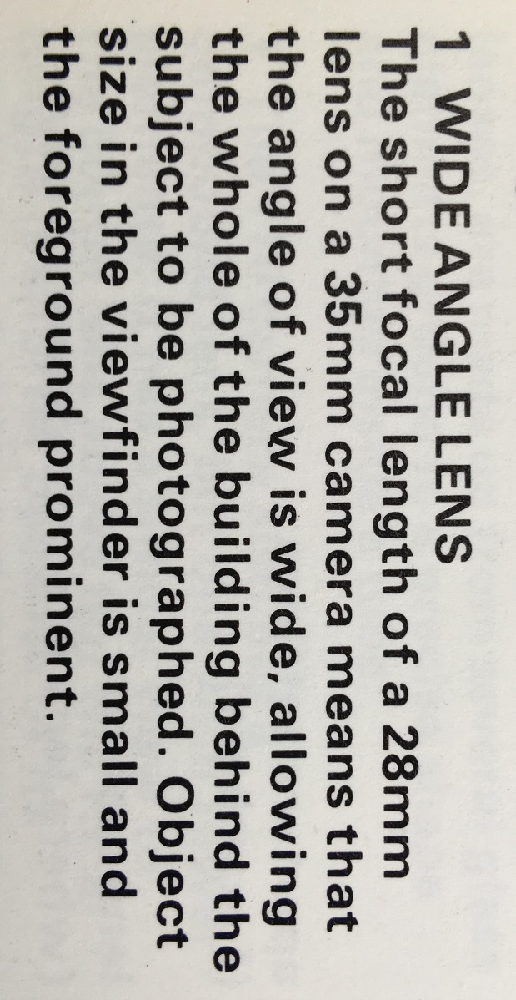 1 WIDE ANGLE LENS
The short focal length of a 28mm
lens on a 35mm camera means that
the angle of view is wide, allowing
the whole of the building behind the
subject to be photographed. Object
size in the viewfinder is small and
the foreground prominent.